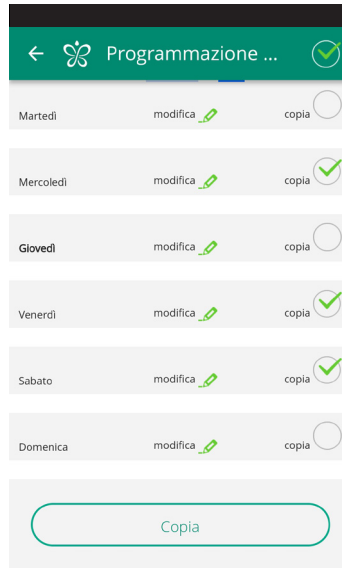 Programmazione ...
Martedì modifica copia
Mercoledì modifica copia
Giovedì modifica copia
Venerdì modifica copia
Sabato modifica copia
Domenica modifica copia
Copia